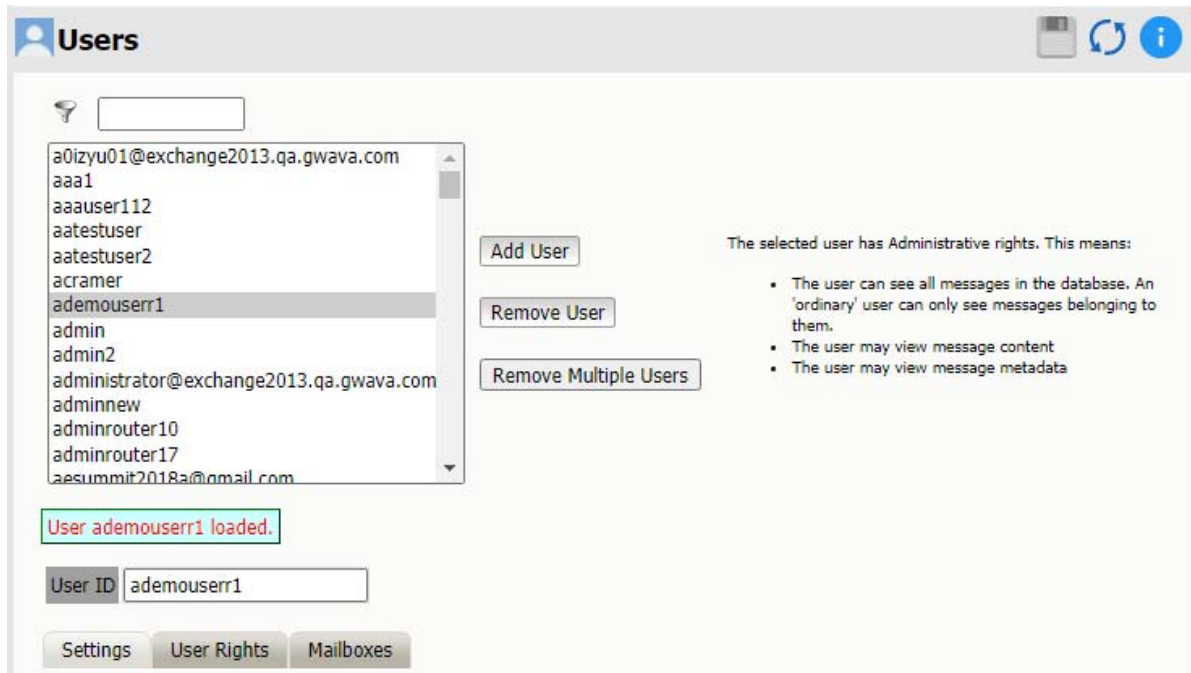 Users
a0izyu01@exchange2013.qa.gwava.com
aaa1
aaauser112
aatestuser
aatestuser2
acramer
ademouserr1
admin
admin2
administrator@exchange2013.qa.gwava.com
adminnew
adminrouter10
adminrouter17
aesummit2018a@gmail.com
Add User
Remove User
Remove Multiple Users
The selected user has Administrative rights. This means:
• The user can see all messages in the database. An
'ordinary' user can only see messages belonging to
them.
• The user may view message content
• The user may view message metadata
User ademouserr1 loaded.
User ID ademouserr1
Settings User Rights Mailboxes